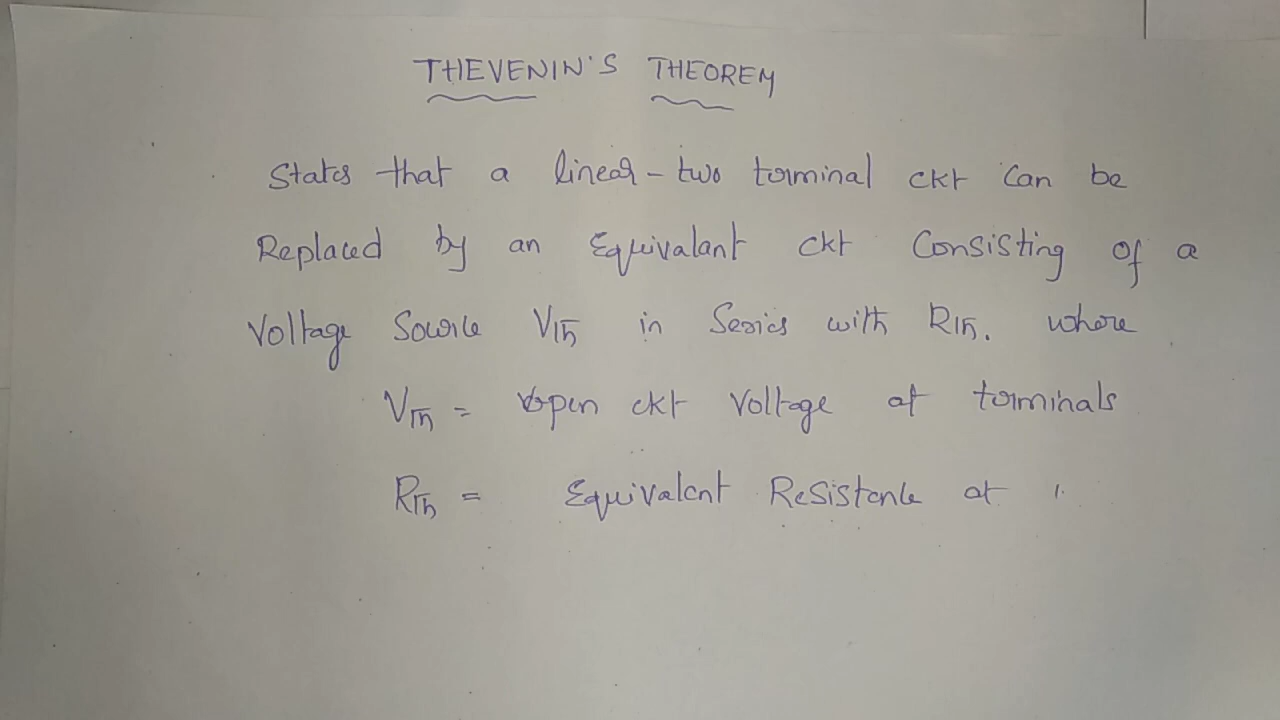 THEVENIN'S THEOREM
States that a linear - two terminal ckt Can be
Replaced by an Equivalant ckt Consisting of a
Voltage Source VTh in Series with RTh. where
VTh = open ckt Voltage at terminals
RTh = Equivalent Resistance at